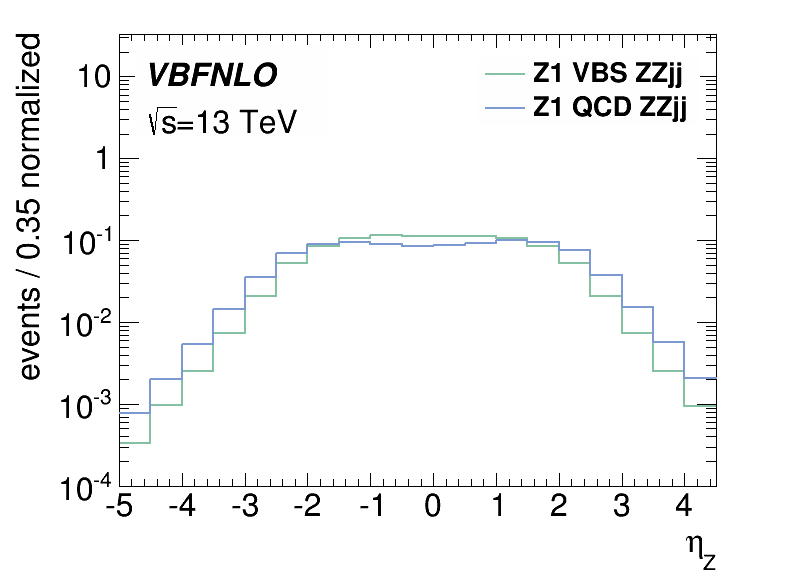 events / 0.35 normalized
VBFNLO
√s=13 TeV
Z1 VBS ZZjj
Z1 QCD ZZjj
10
1
10⁻¹
10⁻²
10⁻³
10⁻⁴
-5 -4 -3 -2 -1 0 1 2 3 4
η_Z